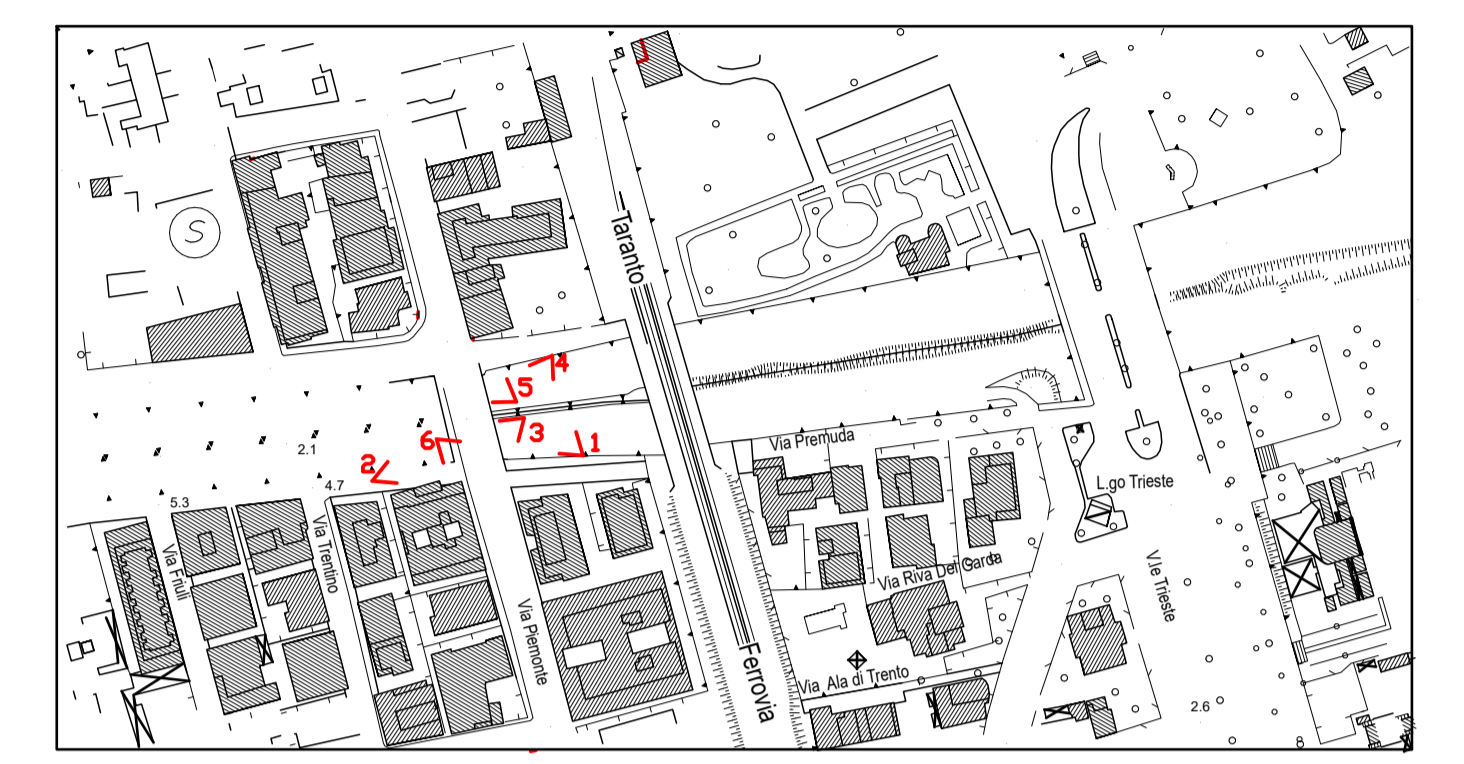 S
Taranto
4
5
3
1
6
2
2.1
4.7
5.3
Via Premuda
L.go Trieste
Via Friuli
Via Trentino
Via Piemonte
Via Riva Del Garda
V.le Trieste
Ferrovia
Via Ala di Trento
2.6